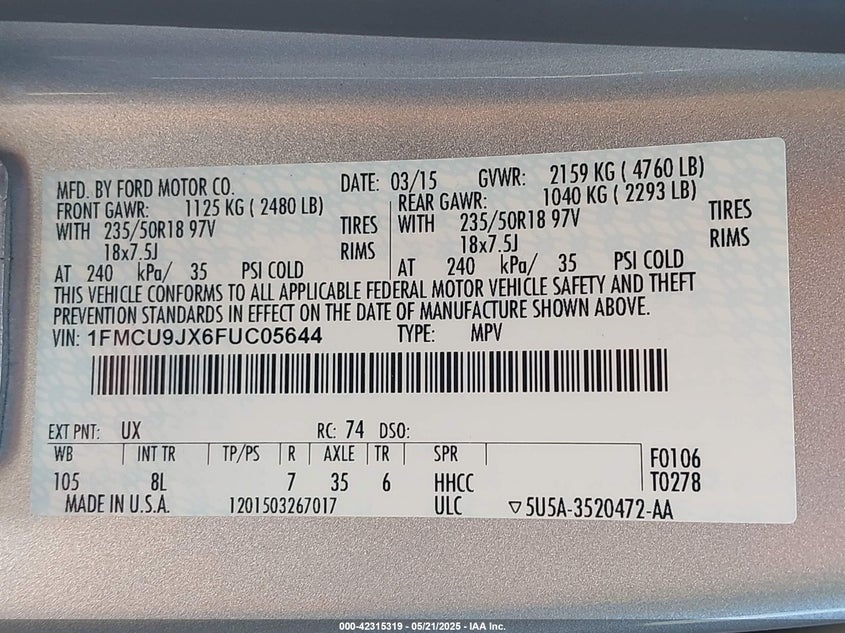 MFD. BY FORD MOTOR CO. DATE: 03/15 GVWR: 2159 KG ( 4760 LB)
FRONT GAWR: 1125 KG ( 2480 LB) REAR GAWR: 1040 KG ( 2293 LB)
WITH 235/50R18 97V TIRES WITH 235/50R18 97V TIRES
18x7.5J RIMS 18x7.5J RIMS
AT 240 kPa/ 35 PSI COLD AT 240 kPa/ 35 PSI COLD
THIS VEHICLE CONFORMS TO ALL APPLICABLE FEDERAL MOTOR VEHICLE SAFETY AND THEFT
PREVENTION STANDARDS IN EFFECT ON THE DATE OF MANUFACTURE SHOWN ABOVE.
VIN: 1FMCU9JX6FUC05644 TYPE: MPV
EXT PNT: UX RC: 74 DSO:
WB INT TR TP/PS R AXLE TR SPR F0106
105 8L 7 35 6 HHCC T0278
MADE IN U.S.A. 1201503267017 ULC ▽5U5A-3520472-AA
000-42315319 / 05/21/2025 - IAA Inc.